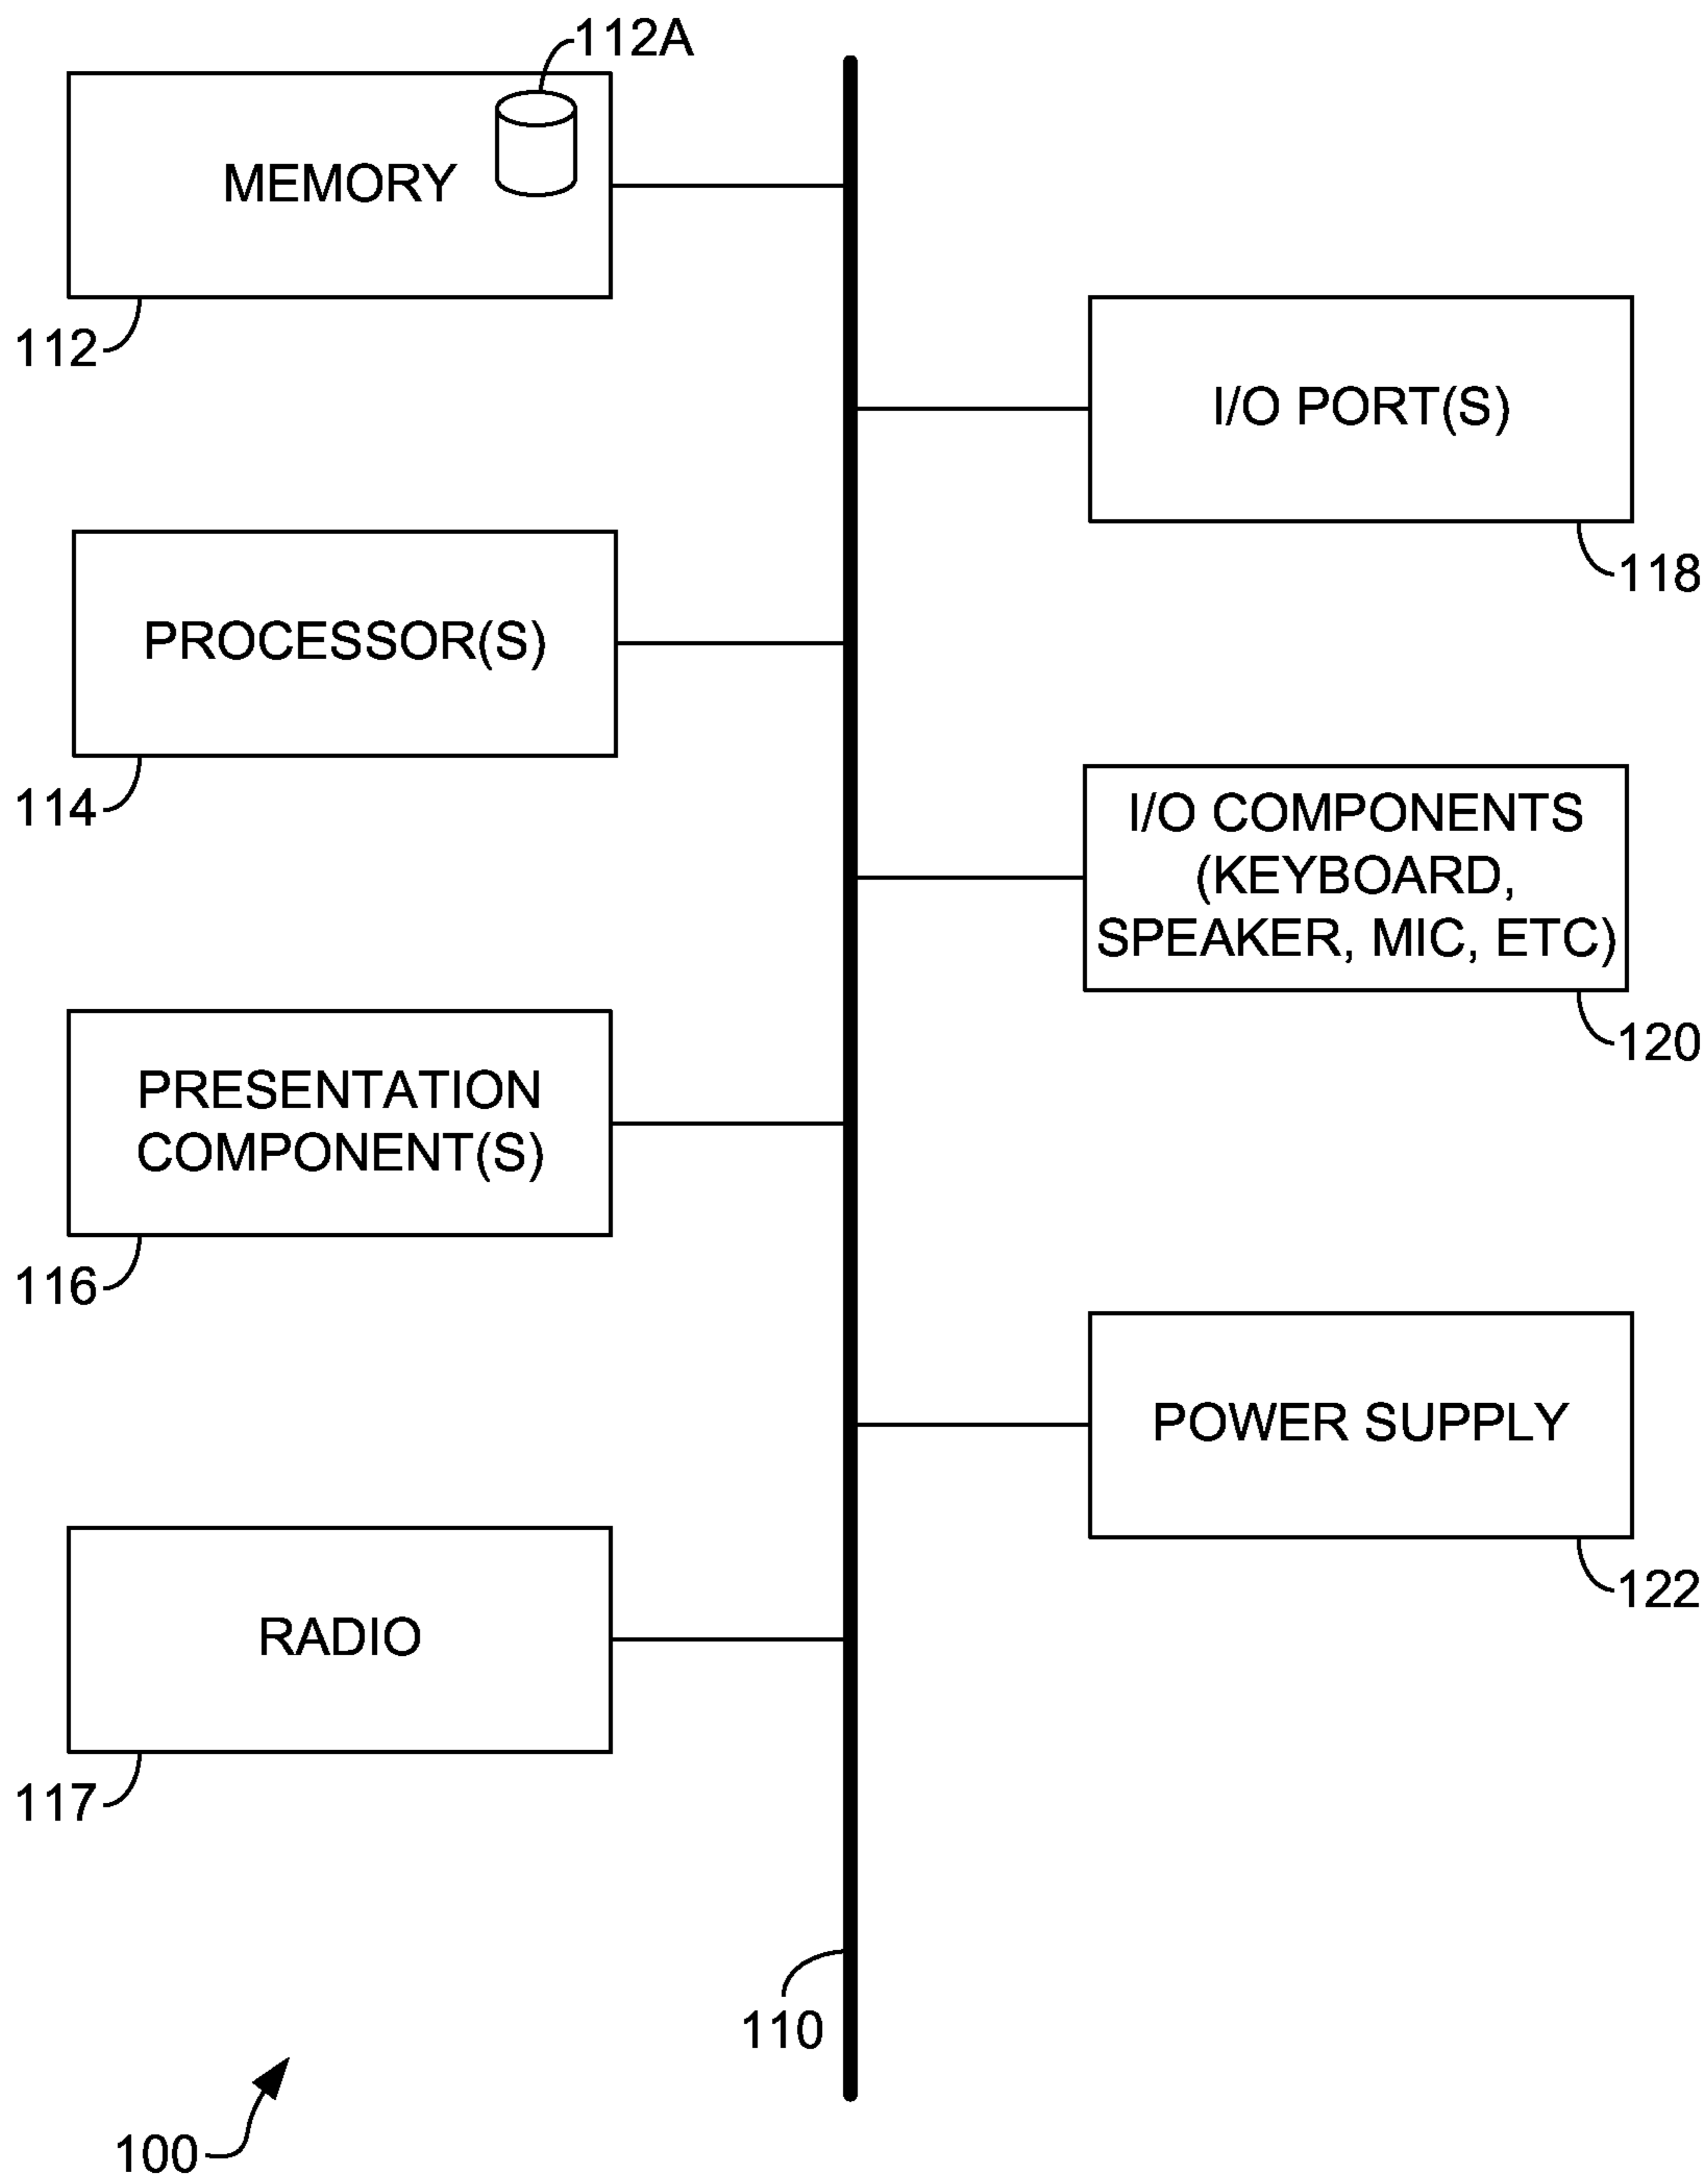 112A
MEMORY
112
I/O PORT(S)
118
PROCESSOR(S)
114
I/O COMPONENTS
(KEYBOARD,
SPEAKER, MIC, ETC)
120
PRESENTATION
COMPONENT(S)
116
POWER SUPPLY
122
RADIO
117
110
100